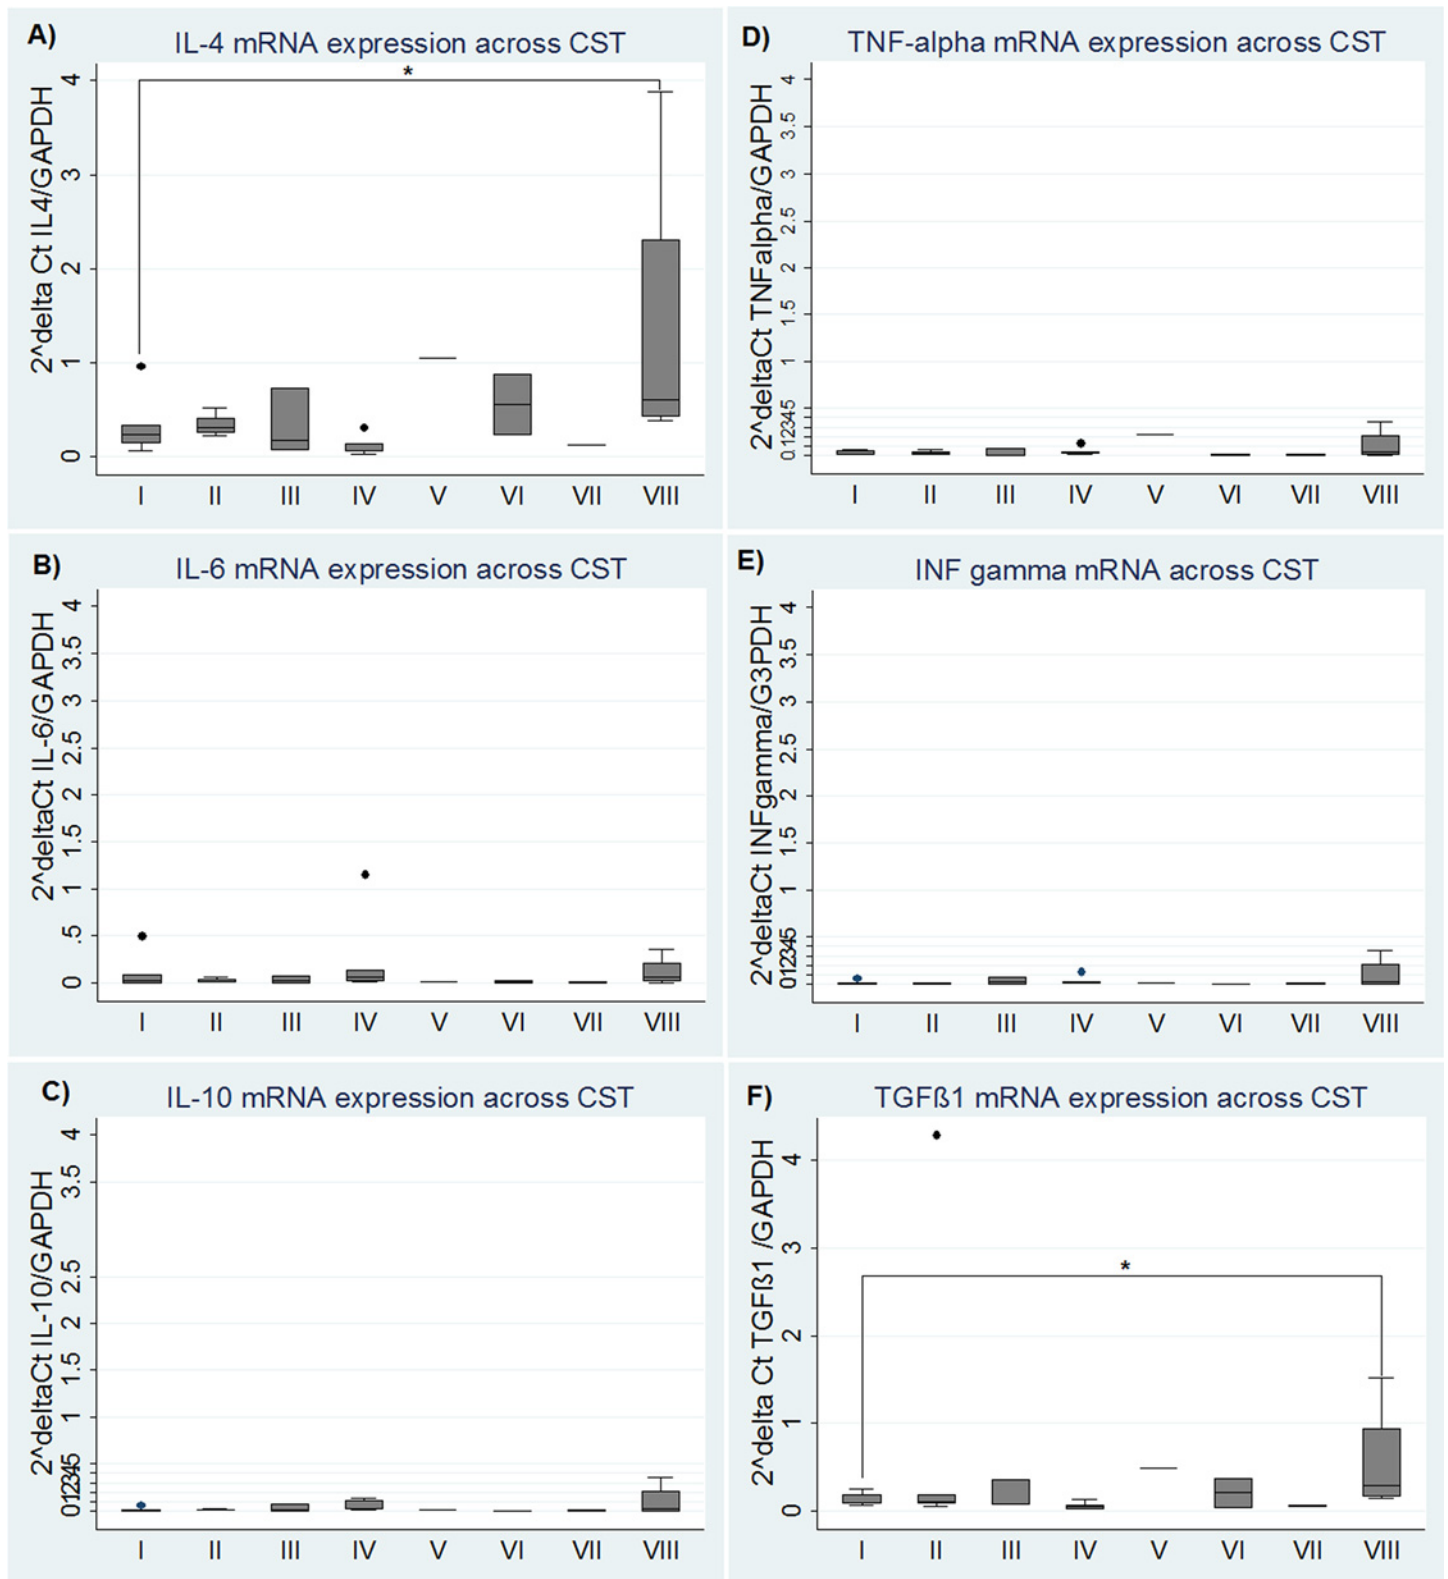 A)
IL-4 mRNA expression across CST
2^delta Ct IL4/GAPDH
4
3
2
1
0
*
I II III IV V VI VII VIII
D)
TNF-alpha mRNA expression across CST
2^deltaCt TNFalpha/GAPDH
4
3.5
3
2.5
2
1.5
1
0.12345
I II III IV V VI VII VIII
B)
IL-6 mRNA expression across CST
2^deltaCt IL-6/GAPDH
4
3.5
3
2.5
2
1.5
1
.5
0
I II III IV V VI VII VIII
E)
INF gamma mRNA across CST
2^deltaCt INFgamma/G3PDH
4
3.5
3
2.5
2
1.5
1
012345
I II III IV V VI VII VIII
C)
IL-10 mRNA expression across CST
2^deltaCt IL-10/GAPDH
4
3.5
2.5
2
1.5
1
012345
I II III IV V VI VII VIII
F)
TGFß1 mRNA expression across CST
2^delta Ct TGFß1 /GAPDH
4
3
2
1
0
*
I II III IV V VI VII VIII